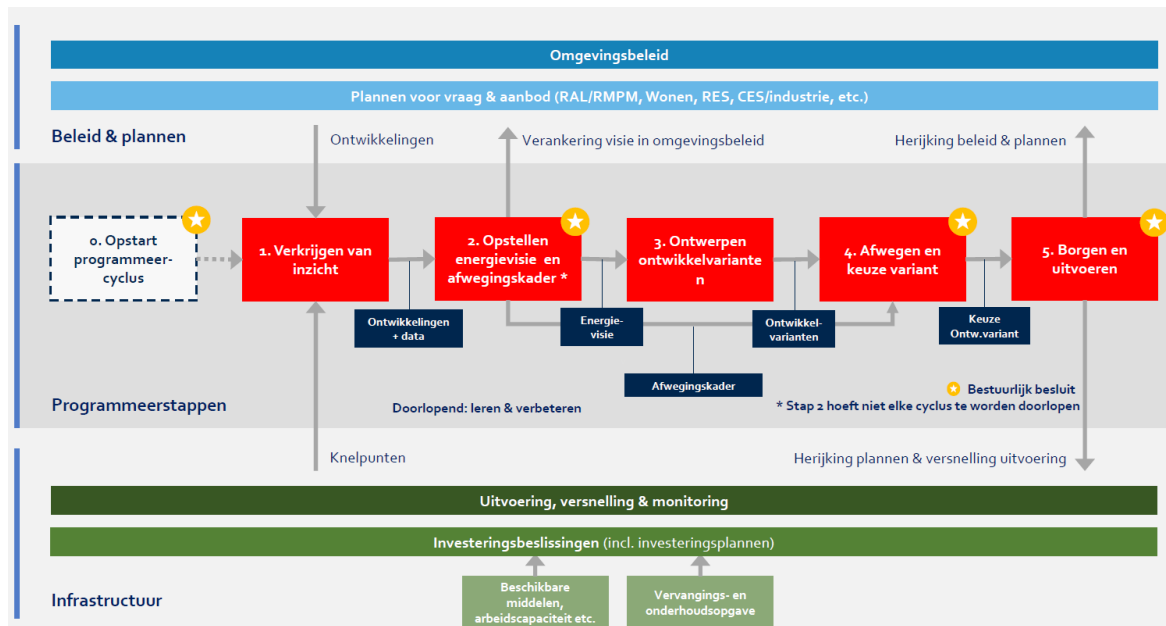 Omgevingsbeleid
Plannen voor vraag & aanbod (RAL/RMPM, Wonen, RES, CES/industrie, etc.)
Beleid & plannen
Ontwikkelingen
Verankering visie in omgevingsbeleid
Herijking beleid & plannen
0. Opstart
programmeer-
cyclus
1. Verkrijgen van
inzicht
2. Opstellen
energievisie en
afwegingskader *
3. Ontwerpen
ontwikkelvariante
n
4. Afwegen en
keuze variant
5. Borgen en
uitvoeren
Ontwikkelingen
+ data
Energie-
visie
Ontwikkel-
varianten
Keuze
Ontw.variant
Afwegingskader
Programmeerstappen
Doorlopend: leren & verbeteren
Bestuurlijk besluit
* Stap 2 hoeft niet elke cyclus te worden doorlopen
Knelpunten
Herijking plannen & versnelling uitvoering
Uitvoering, versnelling & monitoring
Investeringsbeslissingen (incl. investeringsplannen)
Infrastructuur
Beschikbare
middelen,
arbeidscapaciteit etc.
Vervangings- en
onderhoudsopgave